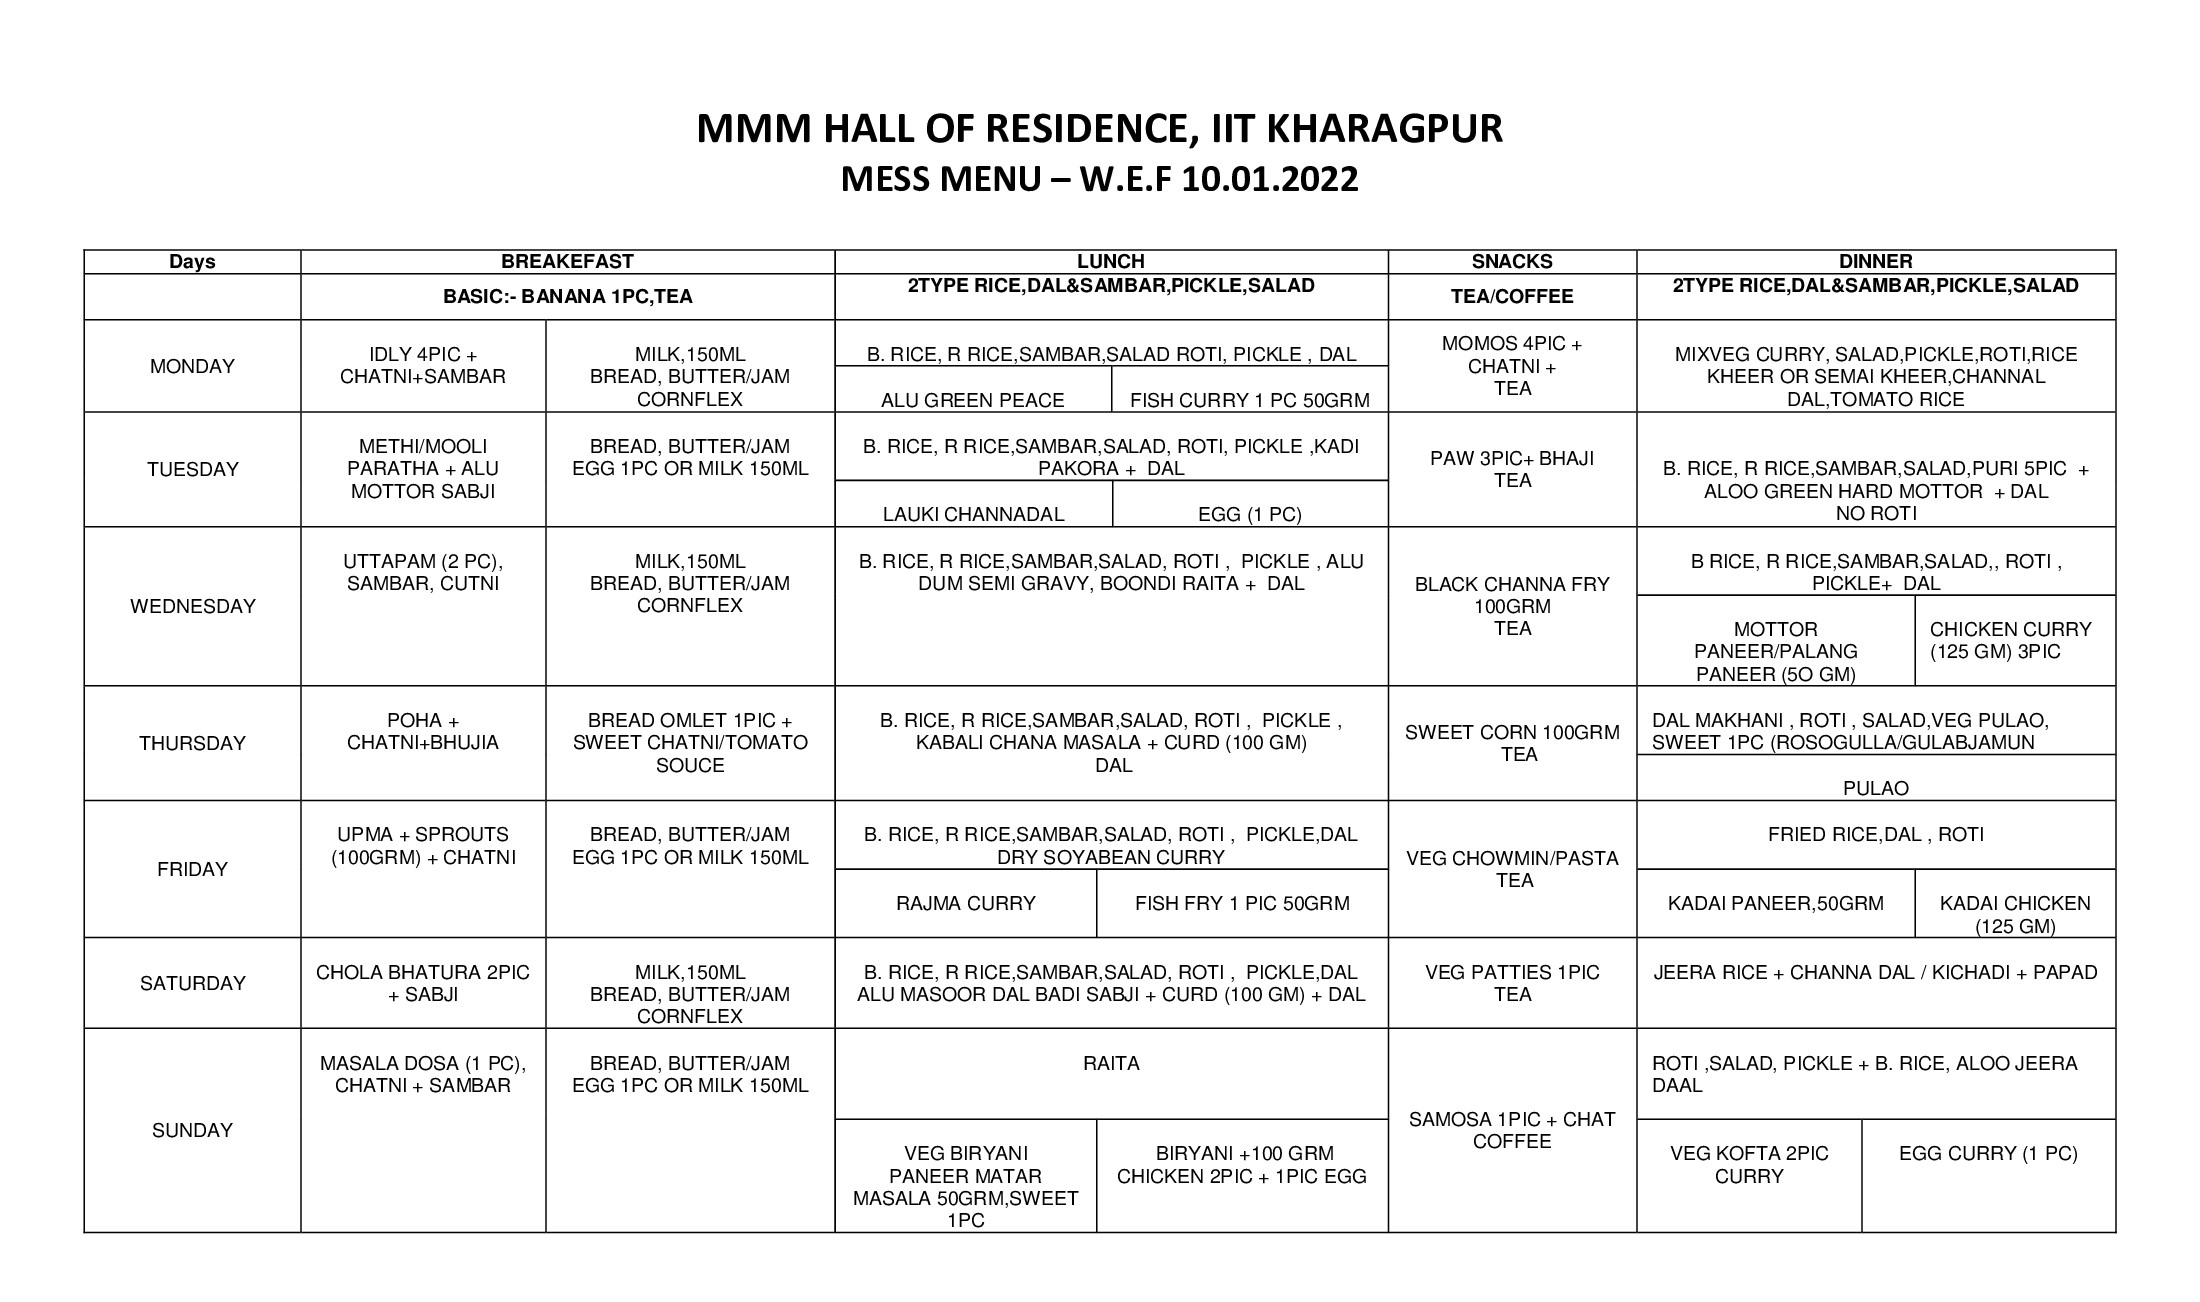 MMM HALL OF RESIDENCE, IIT KHARAGPUR
MESS MENU – W.E.F 10.01.2022
Days
BREAKEFAST
LUNCH
SNACKS
DINNER
BASIC:- BANANA 1PC,TEA
2TYPE RICE,DAL&SAMBAR,PICKLE,SALAD
TEA/COFFEE
2TYPE RICE,DAL&SAMBAR,PICKLE,SALAD
MONDAY
IDLY 4PIC +
CHATNI+SAMBAR
MILK,150ML
BREAD, BUTTER/JAM
CORNFLEX
B. RICE, R RICE,SAMBAR,SALAD ROTI, PICKLE , DAL
ALU GREEN PEACE
FISH CURRY 1 PC 50GRM
MOMOS 4PIC +
CHATNI +
TEA
MIXVEG CURRY, SALAD,PICKLE,ROTI,RICE
KHEER OR SEMAI KHEER,CHANNAL
DAL,TOMATO RICE
TUESDAY
METHI/MOOLI
PARATHA + ALU
MOTTOR SABJI
BREAD, BUTTER/JAM
EGG 1PC OR MILK 150ML
B. RICE, R RICE,SAMBAR,SALAD, ROTI, PICKLE ,KADI
PAKORA + DAL
LAUKI CHANNADAL
EGG (1 PC)
PAW 3PIC+ BHAJI
TEA
B. RICE, R RICE,SAMBAR,SALAD,PURI 5PIC +
ALOO GREEN HARD MOTTOR + DAL
NO ROTI
WEDNESDAY
UTTAPAM (2 PC),
SAMBAR, CUTNI
MILK,150ML
BREAD, BUTTER/JAM
CORNFLEX
B. RICE, R RICE,SAMBAR,SALAD, ROTI , PICKLE , ALU
DUM SEMI GRAVY, BOONDI RAITA + DAL
BLACK CHANNA FRY
100GRM
TEA
B RICE, R RICE,SAMBAR,SALAD,, ROTI ,
PICKLE+ DAL
MOTTOR
PANEER/PALANG
PANEER (5O GM)
CHICKEN CURRY
(125 GM) 3PIC
THURSDAY
POHA +
CHATNI+BHUJIA
BREAD OMLET 1PIC +
SWEET CHATNI/TOMATO
SOUCE
B. RICE, R RICE,SAMBAR,SALAD, ROTI , PICKLE ,
KABALI CHANA MASALA + CURD (100 GM)
DAL
SWEET CORN 100GRM
TEA
DAL MAKHANI , ROTI , SALAD,VEG PULAO,
SWEET 1PC (ROSOGULLA/GULABJAMUN
PULAO
FRIDAY
UPMA + SPROUTS
(100GRM) + CHATNI
BREAD, BUTTER/JAM
EGG 1PC OR MILK 150ML
B. RICE, R RICE,SAMBAR,SALAD, ROTI , PICKLE,DAL
DRY SOYABEAN CURRY
RAJMA CURRY
FISH FRY 1 PIC 50GRM
VEG CHOWMIN/PASTA
TEA
FRIED RICE,DAL , ROTI
KADAI PANEER,50GRM
KADAI CHICKEN
(125 GM)
SATURDAY
CHOLA BHATURA 2PIC
+ SABJI
MILK,150ML
BREAD, BUTTER/JAM
CORNFLEX
B. RICE, R RICE,SAMBAR,SALAD, ROTI , PICKLE,DAL
ALU MASOOR DAL BADI SABJI + CURD (100 GM) + DAL
VEG PATTIES 1PIC
TEA
JEERA RICE + CHANNA DAL / KICHADI + PAPAD
SUNDAY
MASALA DOSA (1 PC),
CHATNI + SAMBAR
BREAD, BUTTER/JAM
EGG 1PC OR MILK 150ML
RAITA
VEG BIRYANI
PANEER MATAR
MASALA 50GRM,SWEET
1PC
BIRYANI +100 GRM
CHICKEN 2PIC + 1PIC EGG
SAMOSA 1PIC + CHAT
COFFEE
ROTI ,SALAD, PICKLE + B. RICE, ALOO JEERA
DAAL
VEG KOFTA 2PIC
CURRY
EGG CURRY (1 PC)